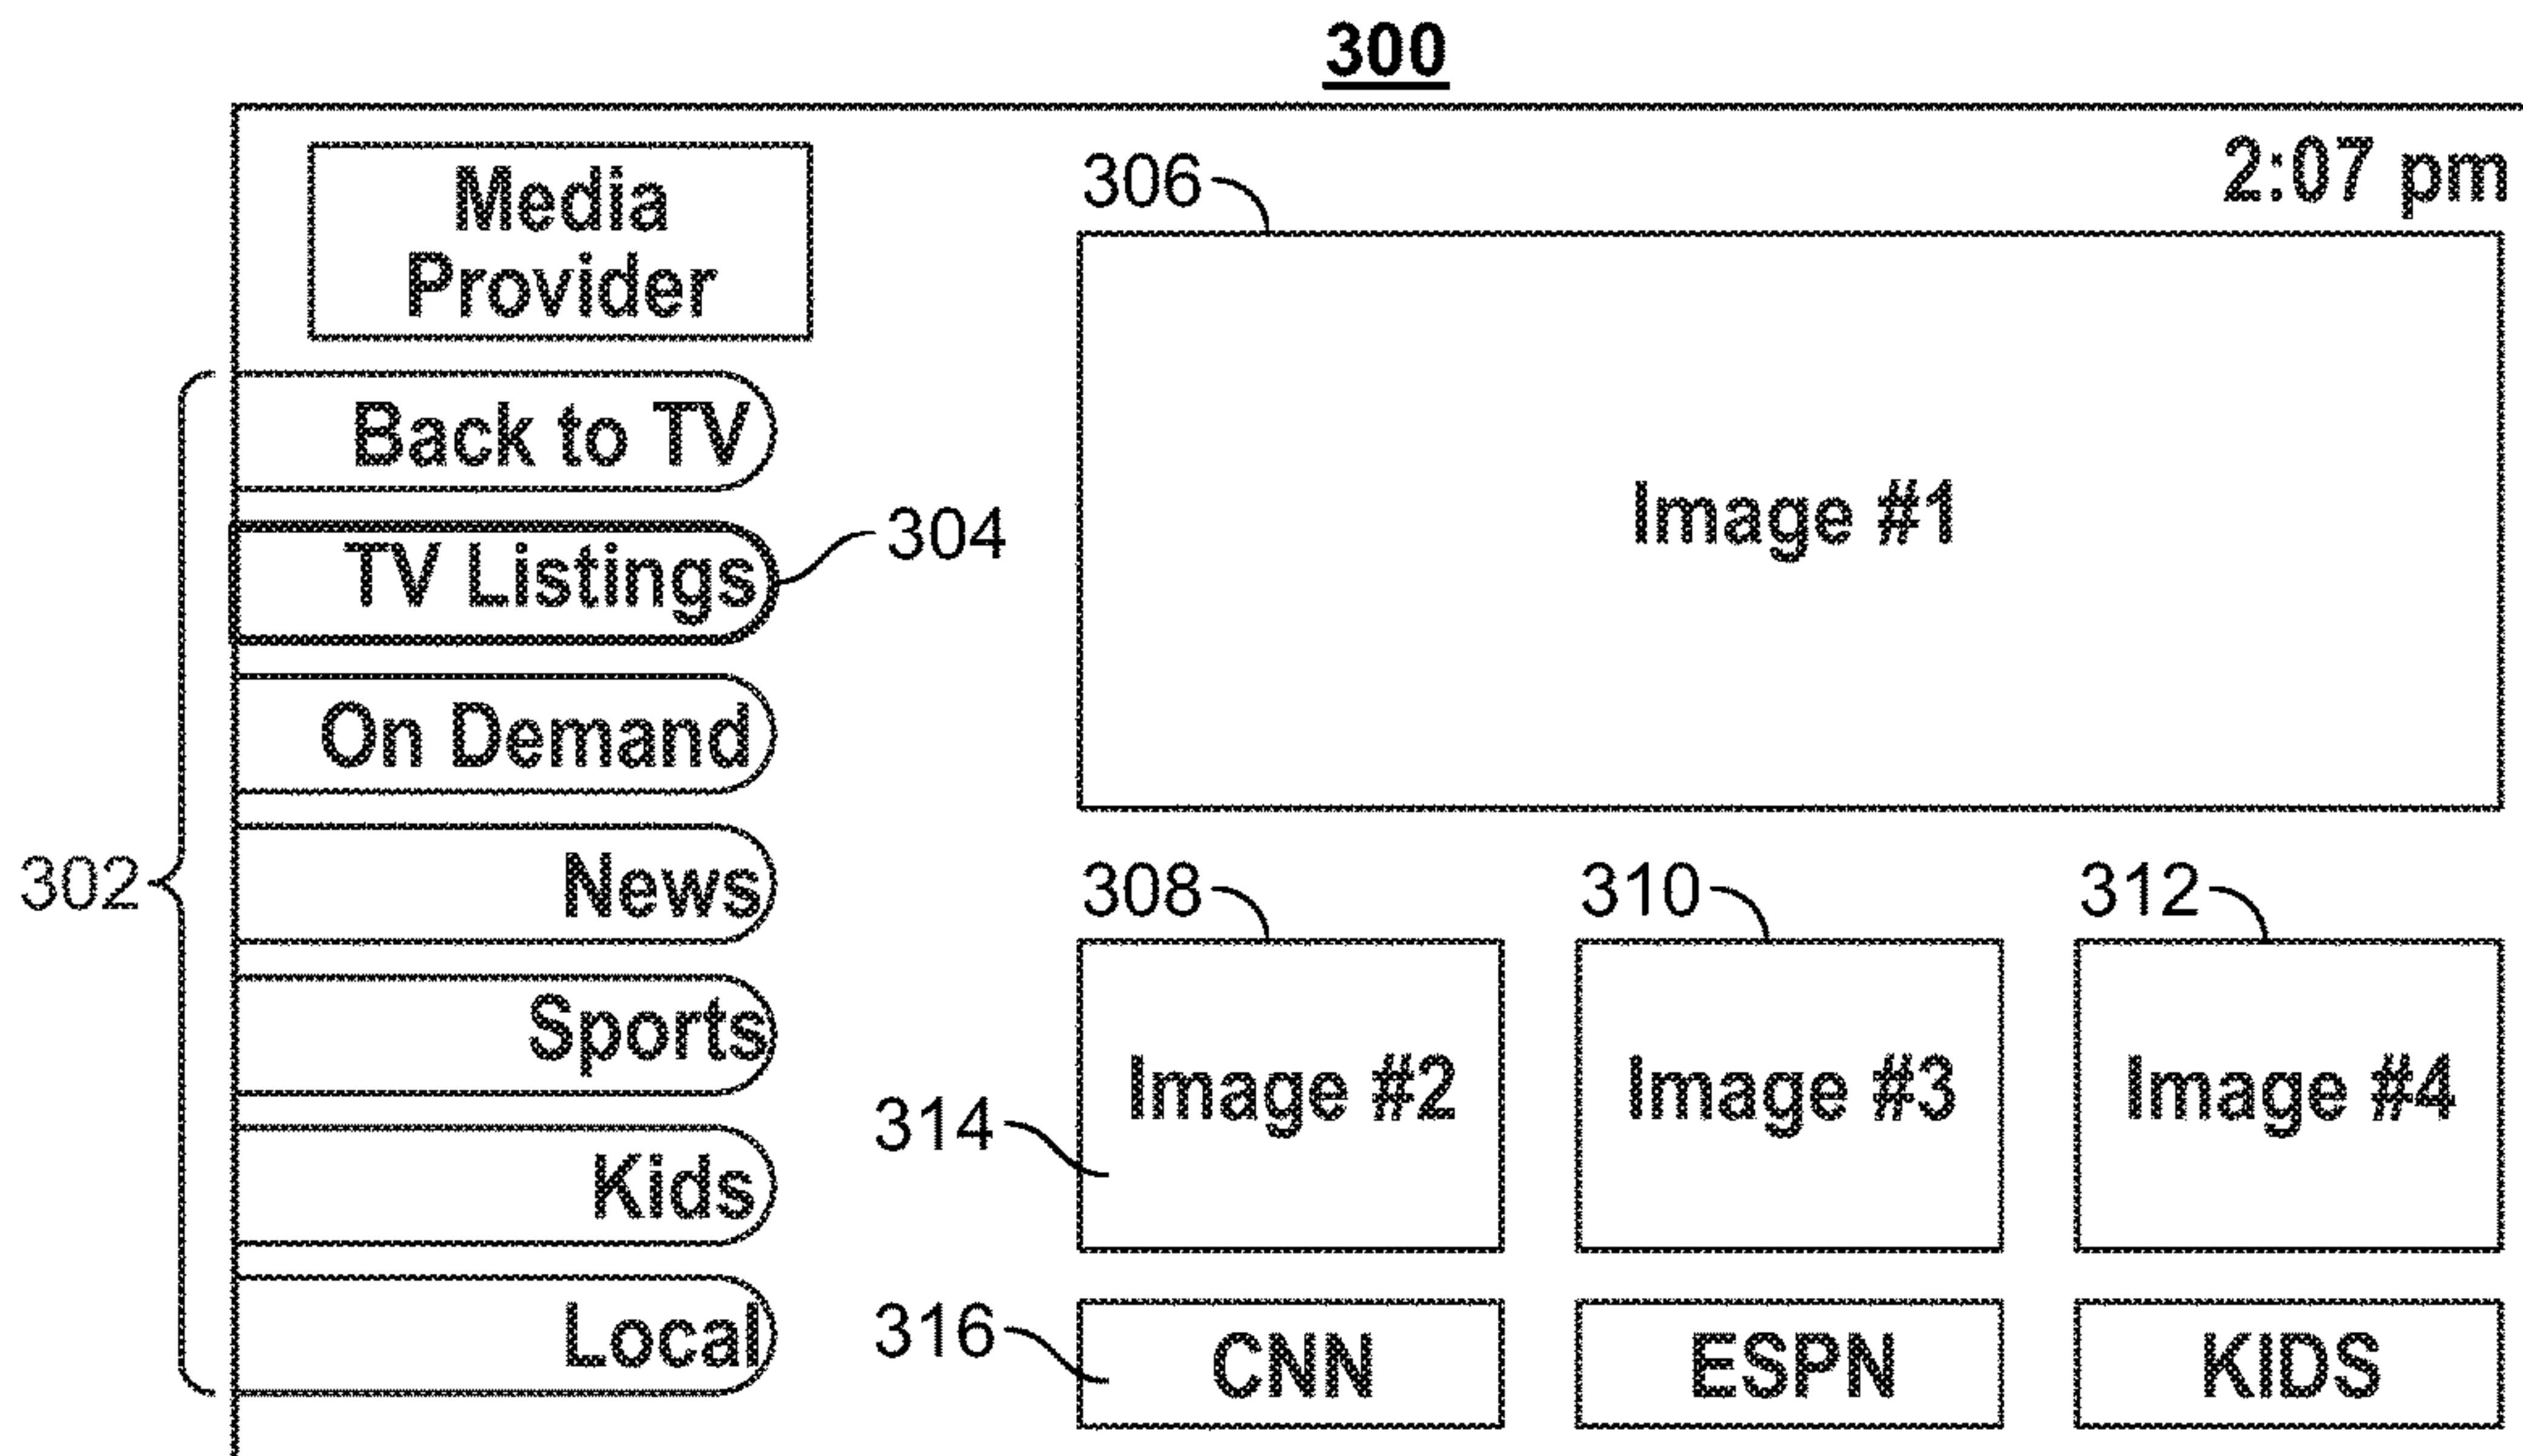 300
2:07 pm
Media
Provider
306
Back to TV
Image #1
TV Listings
304
On Demand
302
News
308
310
312
Sports
Image #2
Image #3
Image #4
314
Kids
Local
316
CNN
ESPN
KIDS